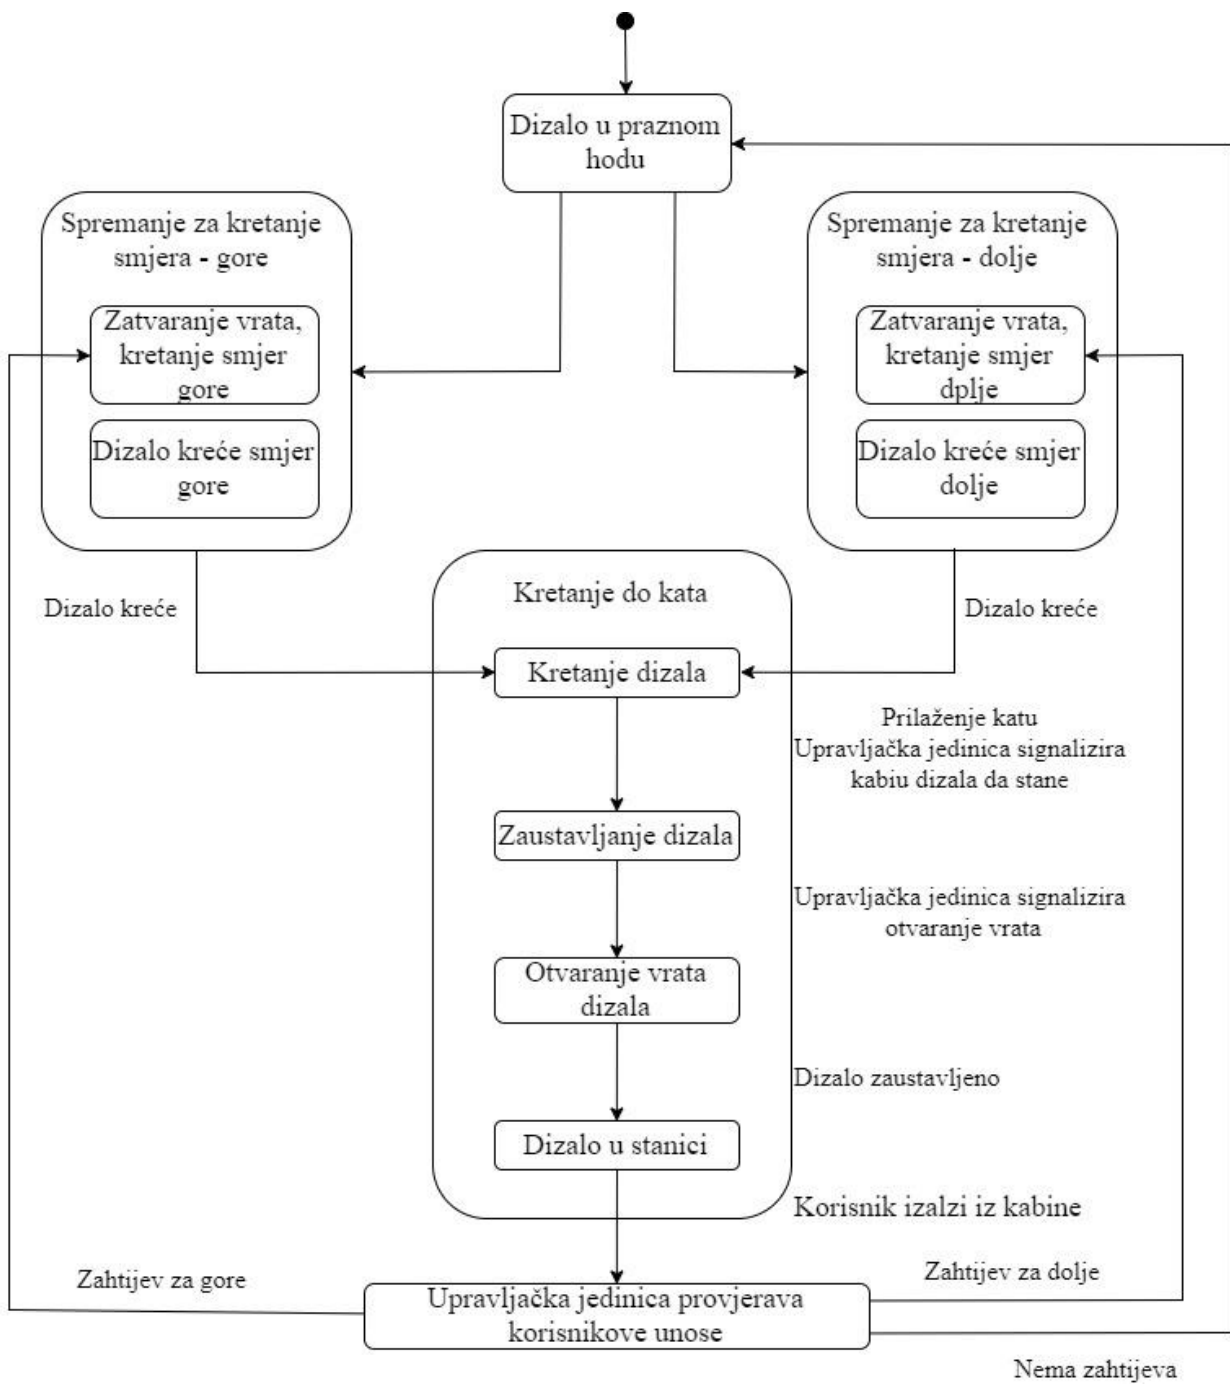 Dizalo u praznom
hodu
Spremanje za kretanje
smjera - gore
Spremanje za kretanje
smjera - dolje
Zatvaranje vrata,
kretanje smjer
gore
Zatvaranje vrata,
kretanje smjer
dplje
Dizalo kreće smjer
gore
Dizalo kreće smjer
dolje
Kretanje do kata
Dizalo kreće
Dizalo kreće
Kretanje dizala
Prilaženje katu
Upravljačka jedinica signalizira
kabiu dizala da stane
Zaustavljanje dizala
Upravljačka jedinica signalizira
otvaranje vrata
Otvaranje vrata
dizala
Dizalo zaustavljeno
Dizalo u stanici
Korisnik izalzi iz kabine
Zahtijev za gore
Zahtijev za dolje
Upravljačka jedinica provjerava
korisnikove unose
Nema zahtijeva